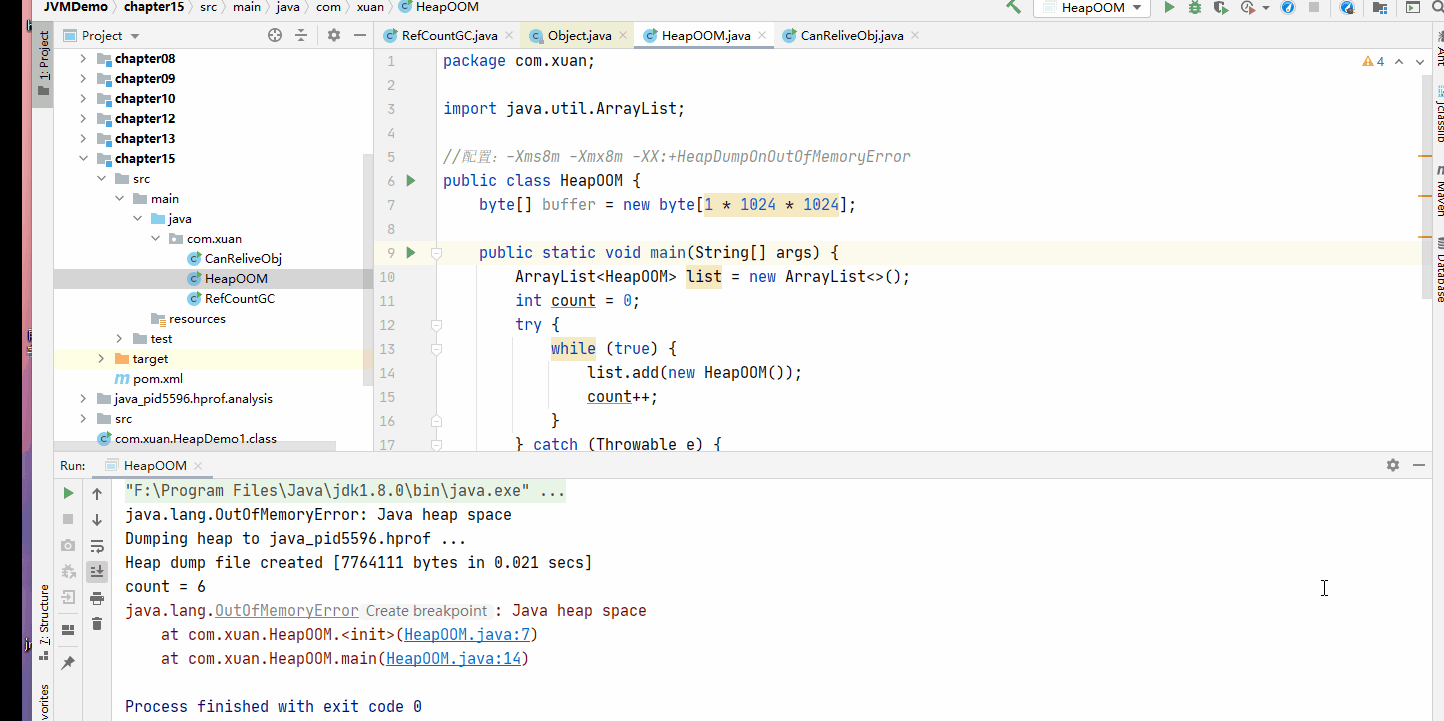 JVMDemo chapter15 src main java com xuan HeapOOM
HeapOOM
Project
RefCountGC.java
Object.java
HeapOOM.java
CanReliveObj.java
1: Project
chapter08
chapter09
chapter10
chapter12
chapter13
chapter15
src
main
java
com.xuan
CanReliveObj
HeapOOM
RefCountGC
resources
test
target
pom.xml
java_pid5596.hprof.analysis
src
com.xuan.HeapDemo1.class
4
1 package com.xuan;
2
3 import java.util.ArrayList;
4
5 //配置：-Xms8m -Xmx8m -XX:+HeapDumpOnOutOfMemoryError
6 public class HeapOOM {
7 byte[] buffer = new byte[1 * 1024 * 1024];
8
9 public static void main(String[] args) {
10 ArrayList<HeapOOM> list = new ArrayList<>();
11 int count = 0;
12 try {
13 while (true) {
14 list.add(new HeapOOM());
15 count++;
16 }
17 } catch (Throwable e) {
Ant
jclasslib
Maven
Database
Run: HeapOOM
"F:\Program Files\Java\jdk1.8.0\bin\java.exe" ...
java.lang.OutOfMemoryError: Java heap space
Dumping heap to java_pid5596.hprof ...
Heap dump file created [7764111 bytes in 0.021 secs]
count = 6
java.lang.OutOfMemoryError Create breakpoint : Java heap space
at com.xuan.HeapOOM.<init>(HeapOOM.java:7)
at com.xuan.HeapOOM.main(HeapOOM.java:14)
Process finished with exit code 0
7: Structure